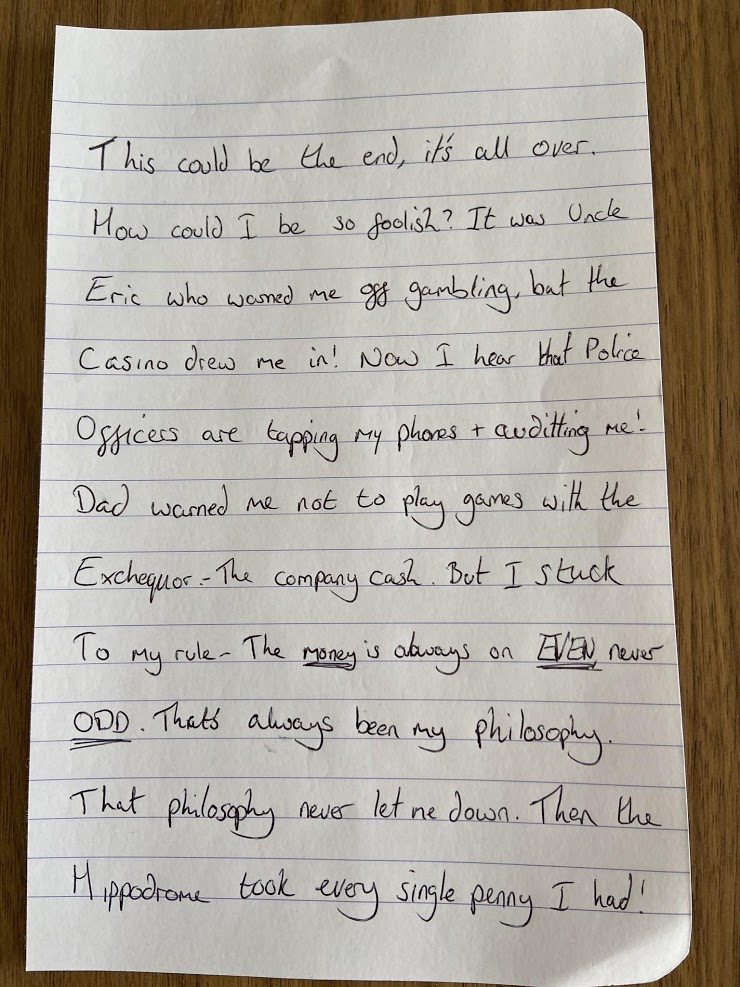 This could be the end, it's all over.
How could I be so foolish? It was Uncle
Eric who warned me off gambling, but the
Casino drew me in! Now I hear that Police
Officers are tapping my phones + auditting me!
Dad warned me not to play games with the
Exchequor - The company cash. But I stuck
To my rule - The money is always on EVEN never
ODD. That's always been my philosophy.
That philosophy never let me down. Then the
Hippodrome took every single penny I had!